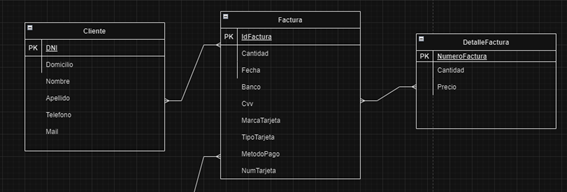 Cliente
PK DNI
Domicilio
Nombre
Apellido
Telefono
Mail
Factura
PK IdFactura
Cantidad
Fecha
Banco
Cvv
MarcaTarjeta
TipoTarjeta
MetodoPago
NumTarjeta
DetalleFactura
PK NumeroFactura
Cantidad
Precio